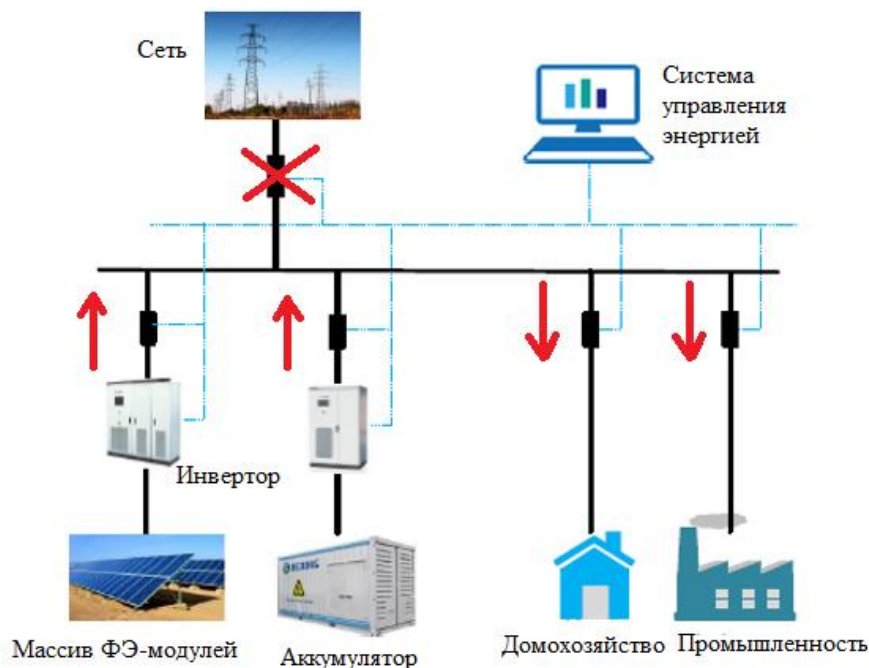 Сеть
Система
управления
энергией
Инвертор
Массив ФЭ-модулей
Аккумулятор
Домохозяйство
Промышленность